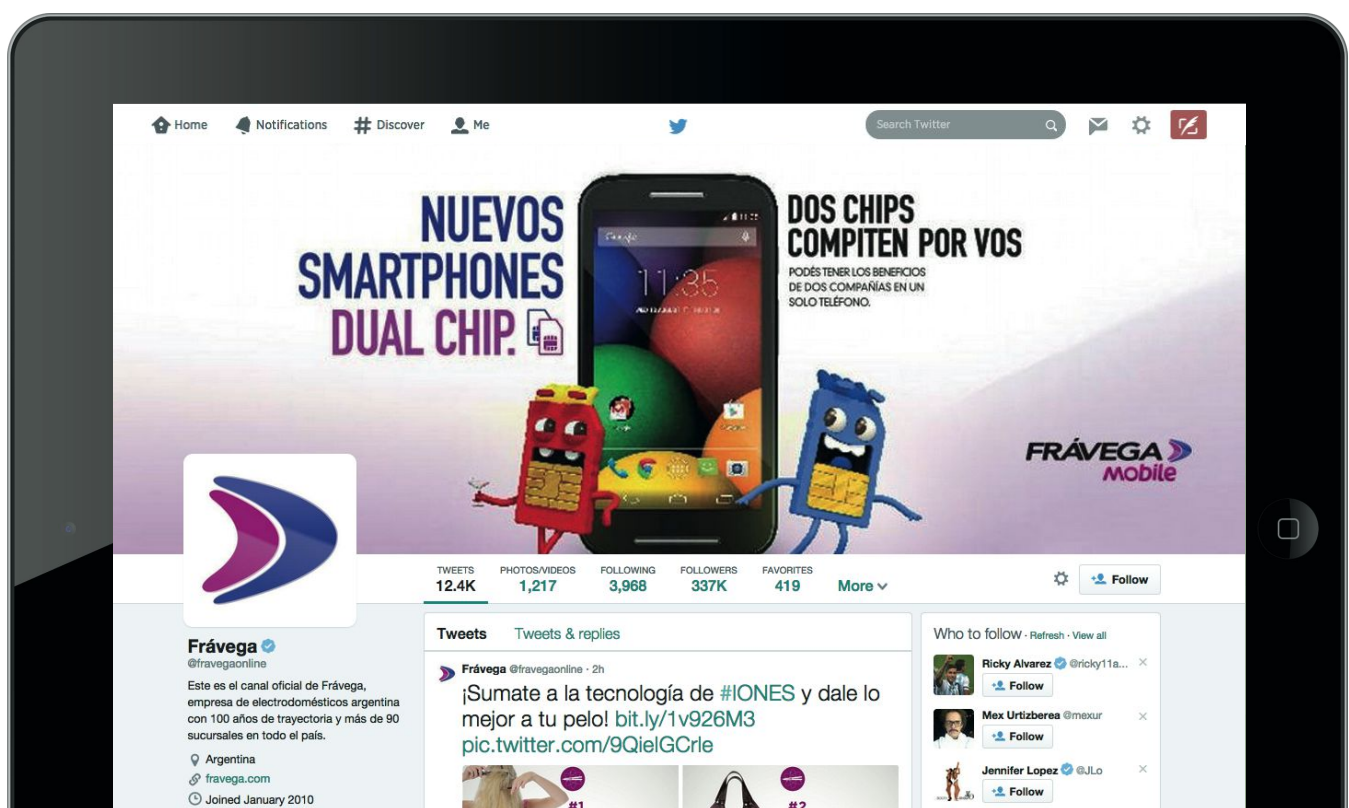 Home
Notifications
Discover
Me
Search Twitter
NUEVOS
SMARTPHONES
DUAL CHIP.
11:35
DOS CHIPS
COMPITEN POR VOS
PODÉS TENER LOS BENEFICIOS
DE DOS COMPAÑÍAS EN UN
SOLO TELÉFONO.
FRÁVEGA
Mobile
TWEETS
12.4K
PHOTOS/VIDEOS
1,217
FOLLOWING
3,968
FOLLOWERS
337K
FAVORITES
419
More
Follow
Frávega
@fravegaonline
Este es el canal oficial de Frávega,
empresa de electrodomésticos argentina
con 100 años de trayectoria y más de 90
sucursales en todo el país.
Argentina
fravega.com
Joined January 2010
Tweets
Tweets & replies
Frávega @fravegaonline · 2h
¡Sumate a la tecnología de #IONES y dale lo
mejor a tu pelo! bit.ly/1v926M3
pic.twitter.com/9QielGCrle
#1
#2
Who to follow · Refresh · View all
Ricky Alvarez @ricky11a...
Follow
Mex Urtizberea @mexur
Follow
Jennifer Lopez @JLo
Follow